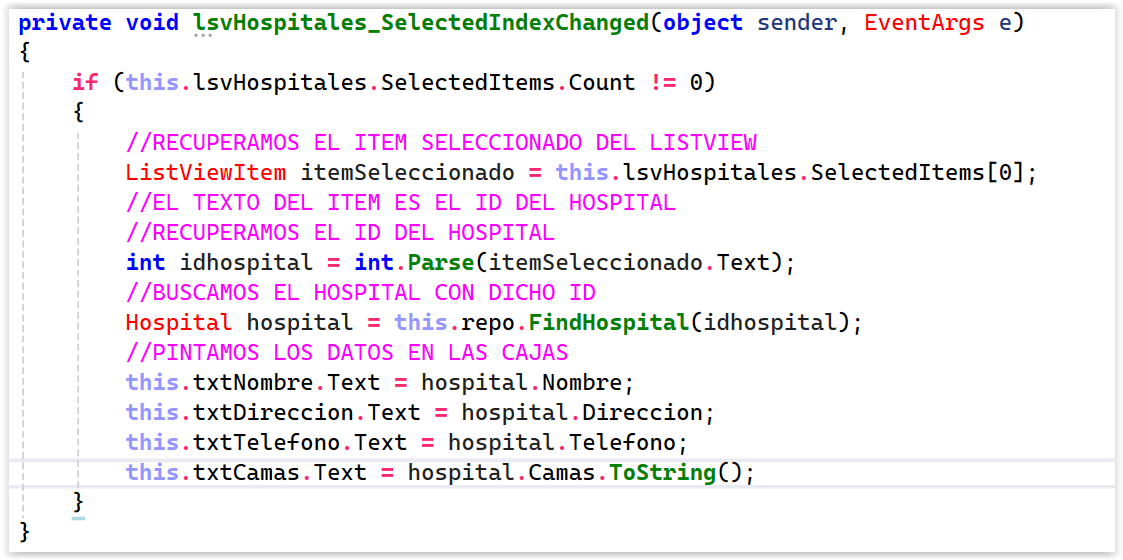 private void lsvHospitales_SelectedIndexChanged(object sender, EventArgs e)
{
    if (this.lsvHospitales.SelectedItems.Count != 0)
    {
        //RECUPERAMOS EL ITEM SELECCIONADO DEL LISTVIEW
        ListViewItem itemSeleccionado = this.lsvHospitales.SelectedItems[0];
        //EL TEXTO DEL ITEM ES EL ID DEL HOSPITAL
        //RECUPERAMOS EL ID DEL HOSPITAL
        int idhospital = int.Parse(itemSeleccionado.Text);
        //BUSCAMOS EL HOSPITAL CON DICHO ID
        Hospital hospital = this.repo.FindHospital(idhospital);
        //PINTAMOS LOS DATOS EN LAS CAJAS
        this.txtNombre.Text = hospital.Nombre;
        this.txtDireccion.Text = hospital.Direccion;
        this.txtTelefono.Text = hospital.Telefono;
        this.txtCamas.Text = hospital.Camas.ToString();
    }
}